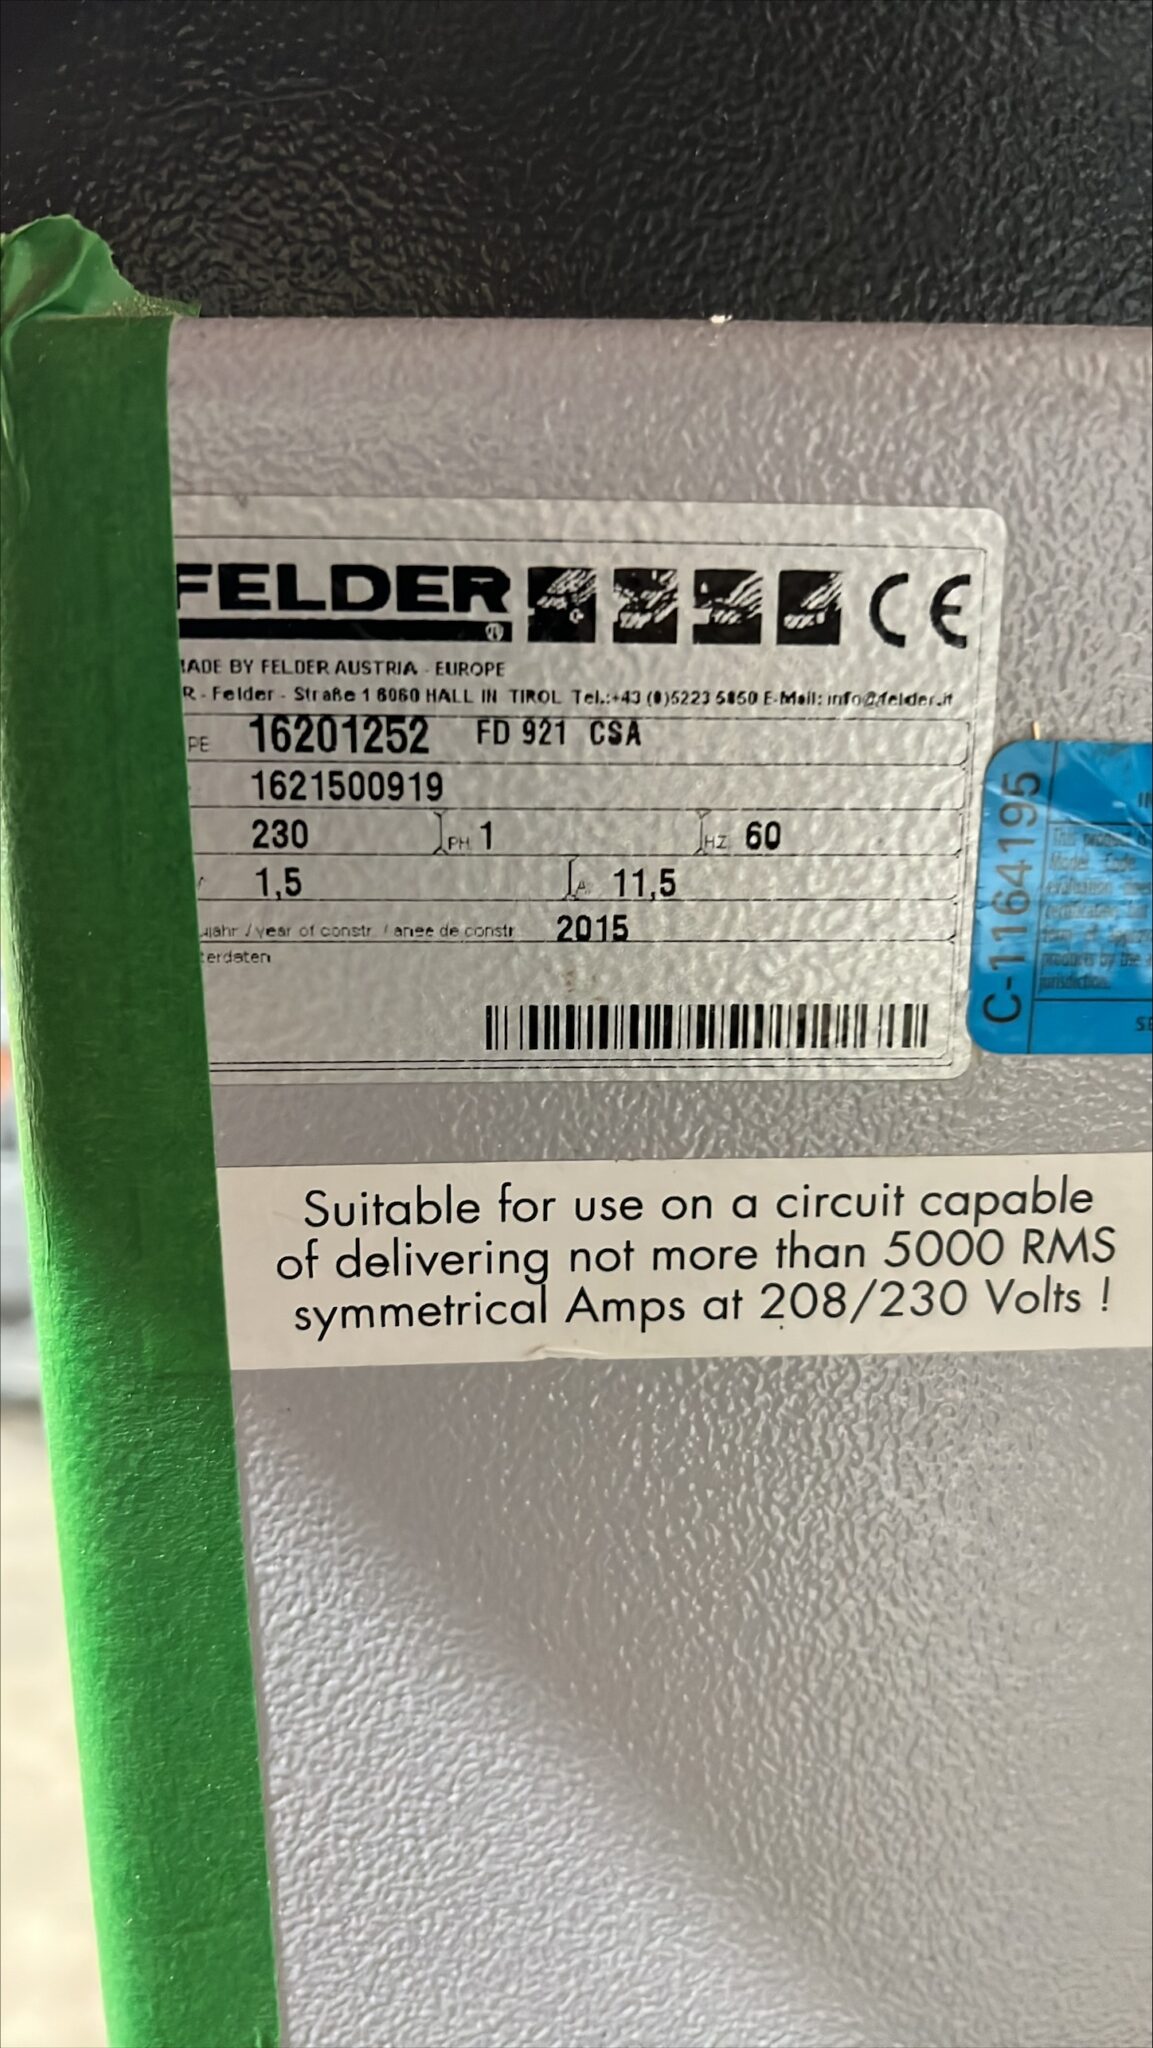 FELDER ® CE
MADE BY FELDER AUSTRIA - EUROPE
R - Felder - Straße 1 6060 HALL IN TIROL Tel.:+43 (0)5223 5850 E-Mail: info@felder.it
PE 16201252 FD 921 CSA
1621500919
230 PH 1 HZ 60
1,5 A 11,5
ujahr / year of constr. / anee de constr 2015
terdaten
C-1164195
Suitable for use on a circuit capable
of delivering not more than 5000 RMS
symmetrical Amps at 208/230 Volts !